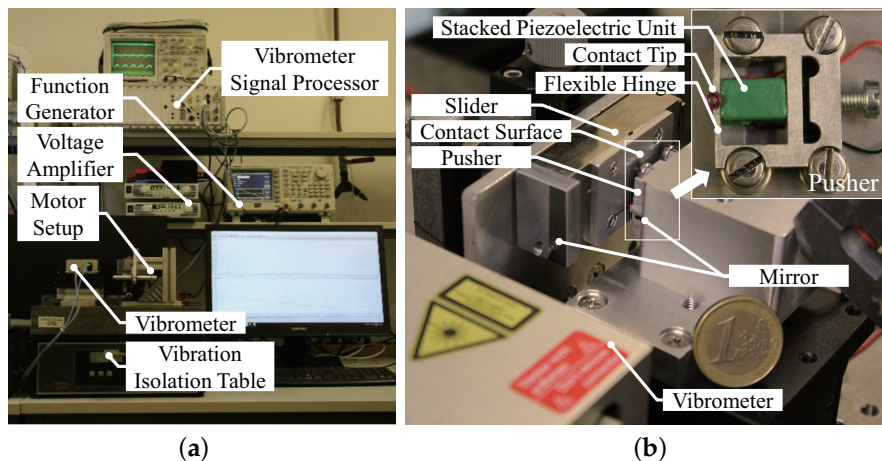 Vibrometer
Signal Processor
Function
Generator
Voltage
Amplifier
Motor
Setup
Vibrometer
Vibration
Isolation Table
(a)
Stacked Piezoelectric Unit
Contact Tip
Flexible Hinge
Slider
Contact Surface
Pusher
Pusher
Mirror
1
Vibrometer
(b)